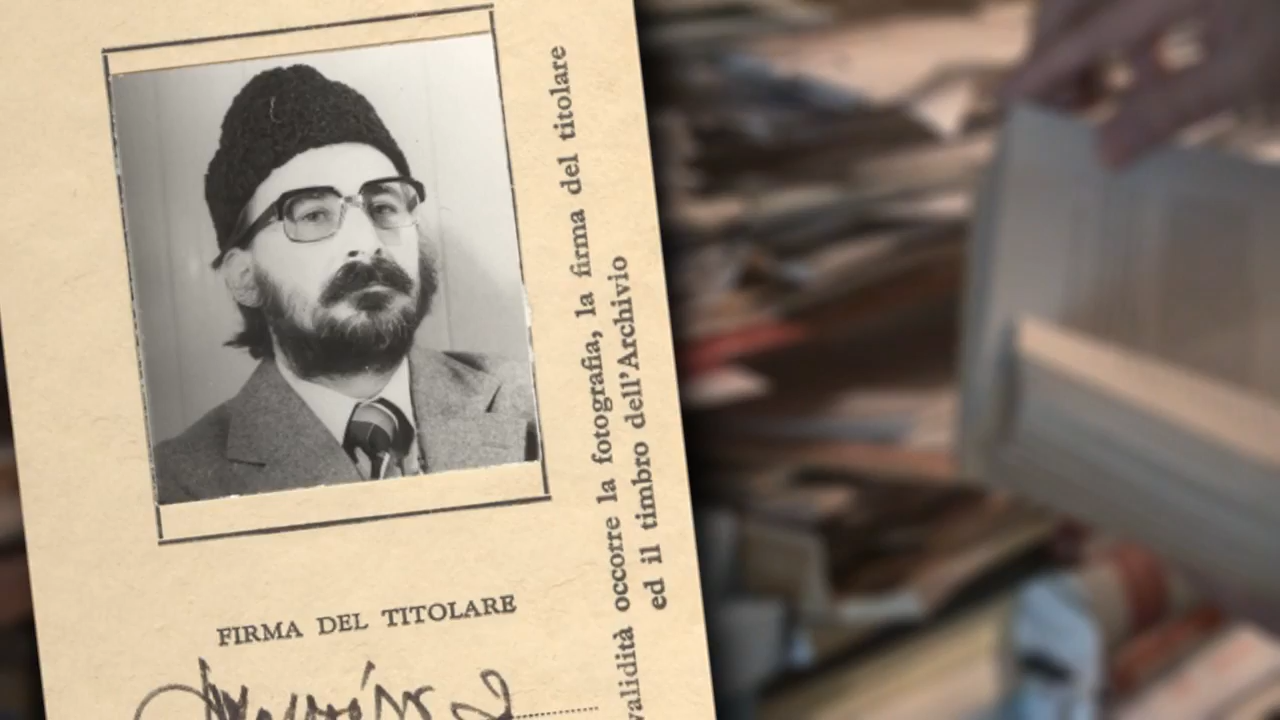 validità occorre la fotografia, la firma del titolare
ed il timbro dell'Archivio
FIRMA DEL TITOLARE